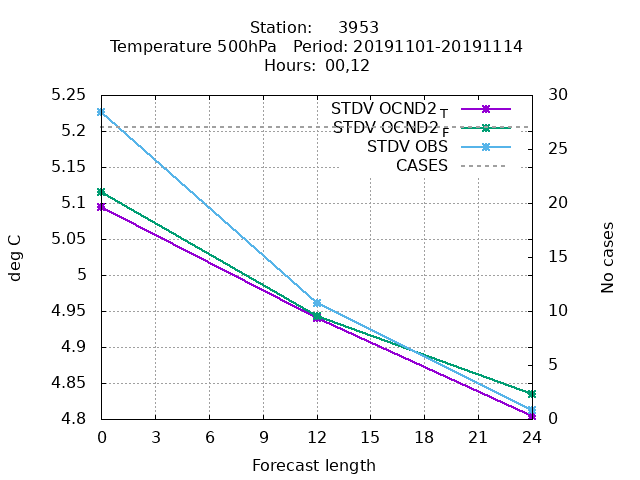 Station: 3953
Temperature 500hPa Period: 20191101-20191114
Hours: 00,12
STDV OCND2_T
STDV OCND2_F
STDV OBS
CASES
5.25
5.2
5.15
5.1
5.05
5
4.95
4.9
4.85
4.8
deg C
30
25
20
15
10
5
0
No cases
0 3 6 9 12 15 18 21 24
Forecast length